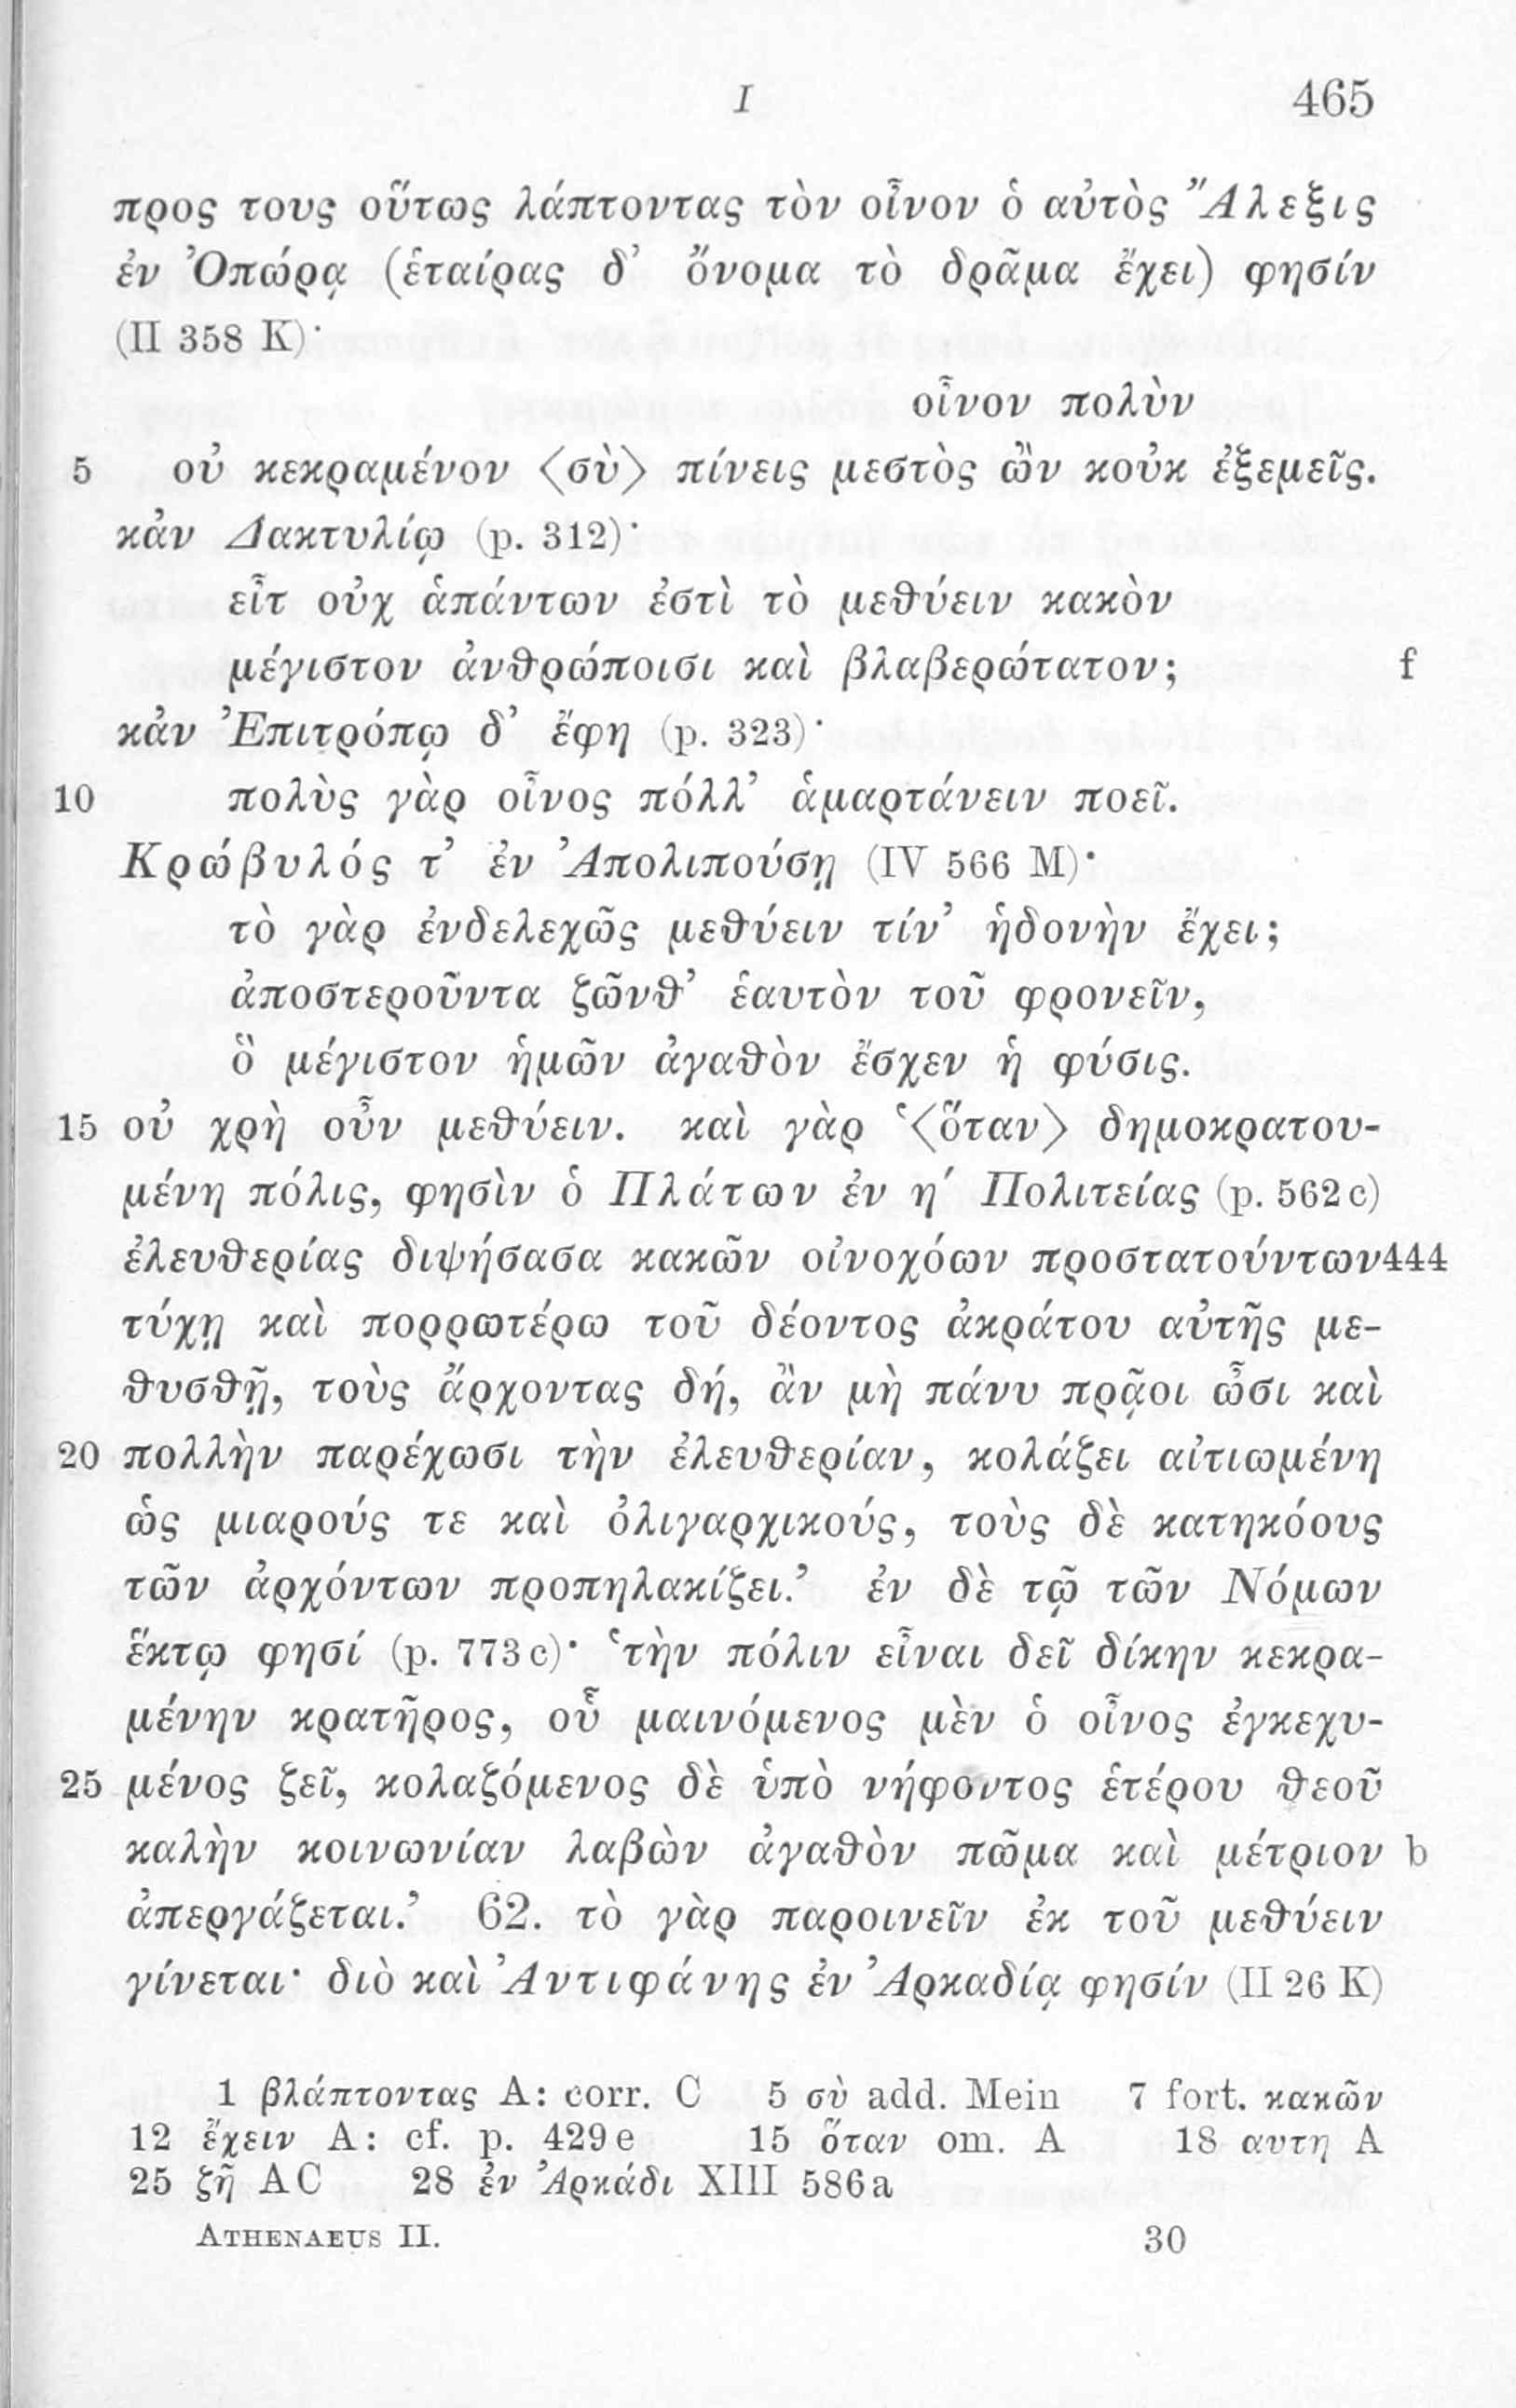 I 465
προς τους οὕτως λάπτοντας τὸν οἶνον ὁ αὐτὸς Ἄλεξις
ἐν Ὀπώρᾳ (ἑταίρας δ’ ὄνομα τὸ δρᾶμα ἔχει) φησίν
(II 358 K)·
οἶνον πολὺν
5 οὐ κεκραμένον ⟨σὺ⟩ πίνεις μεστὸς ὢν κοὐκ ἐξεμεῖς.
κἀν Δακτυλίῳ (p. 312)·
εἶτ οὐχ ἁπάντων ἐστὶ τὸ μεθύειν κακὸν
μέγιστον ἀνθρώποισι καὶ βλαβερώτατον; f
κἀν Ἐπιτρόπῳ δ’ ἔφη (p. 323)·
10 πολὺς γὰρ οἶνος πόλλ’ ἁμαρτάνειν ποεῖ.
Κρώβυλός τ’ ἐν Ἀπολιπούσῃ (IV 566 M)·
τὸ γὰρ ἐνδελεχῶς μεθύειν τίν’ ἡδονὴν ἔχει;
ἀποστεροῦντα ζῶνθ’ ἑαυτὸν τοῦ φρονεῖν,
ὃ μέγιστον ἡμῶν ἀγαθὸν ἔσχεν ἡ φύσις.
15 οὐ χρὴ οὖν μεθύειν. καὶ γὰρ ‘⟨ὅταν⟩ δημοκρατου-
μένη πόλις, φησὶν ὁ Πλάτων ἐν η′ Πολιτείας (p. 562 c)
ἐλευθερίας διψήσασα κακῶν οἰνοχόων προστατούντων 444
τύχῃ καὶ πορρωτέρω τοῦ δέοντος ἀκράτου αὐτῆς με-
θυσθῇ, τοὺς ἄρχοντας δή, ἂν μὴ πάνυ πρᾷοι ὦσι καὶ
20 πολλὴν παρέχωσι τὴν ἐλευθερίαν, κολάζει αἰτιωμένη
ὡς μιαρούς τε καὶ ὀλιγαρχικούς, τοὺς δὲ κατηκόους
τῶν ἀρχόντων προπηλακίζει.’ ἐν δὲ τῷ τῶν Νόμων
ἕκτῳ φησί (p. 773 c)· ‘τὴν πόλιν εἶναι δεῖ δίκην κεκρα-
μένην κρατῆρος, οὗ μαινόμενος μὲν ὁ οἶνος ἐγκεχυ-
25 μένος ζεῖ, κολαζόμενος δὲ ὑπὸ νήφοντος ἑτέρου θεοῦ
καλὴν κοινωνίαν λαβὼν ἀγαθὸν πῶμα καὶ μέτριον b
ἀπεργάζεται.’ 62. τὸ γὰρ παροινεῖν ἐκ τοῦ μεθύειν
γίνεται· διὸ καὶ Ἀντιφάνης ἐν Ἀρκαδίᾳ φησίν (II 26 K)
1 βλάπτοντας A: corr. C 5 σὺ add. Mein 7 fort. κακῶν
12 ἔχειν A: cf. p. 429 e 15 ὅταν om. A 18 αυτη A
25 ζῇ AC 28 ἐν Ἀρκάδι XIII 586 a
ATHENAEUS II. 30